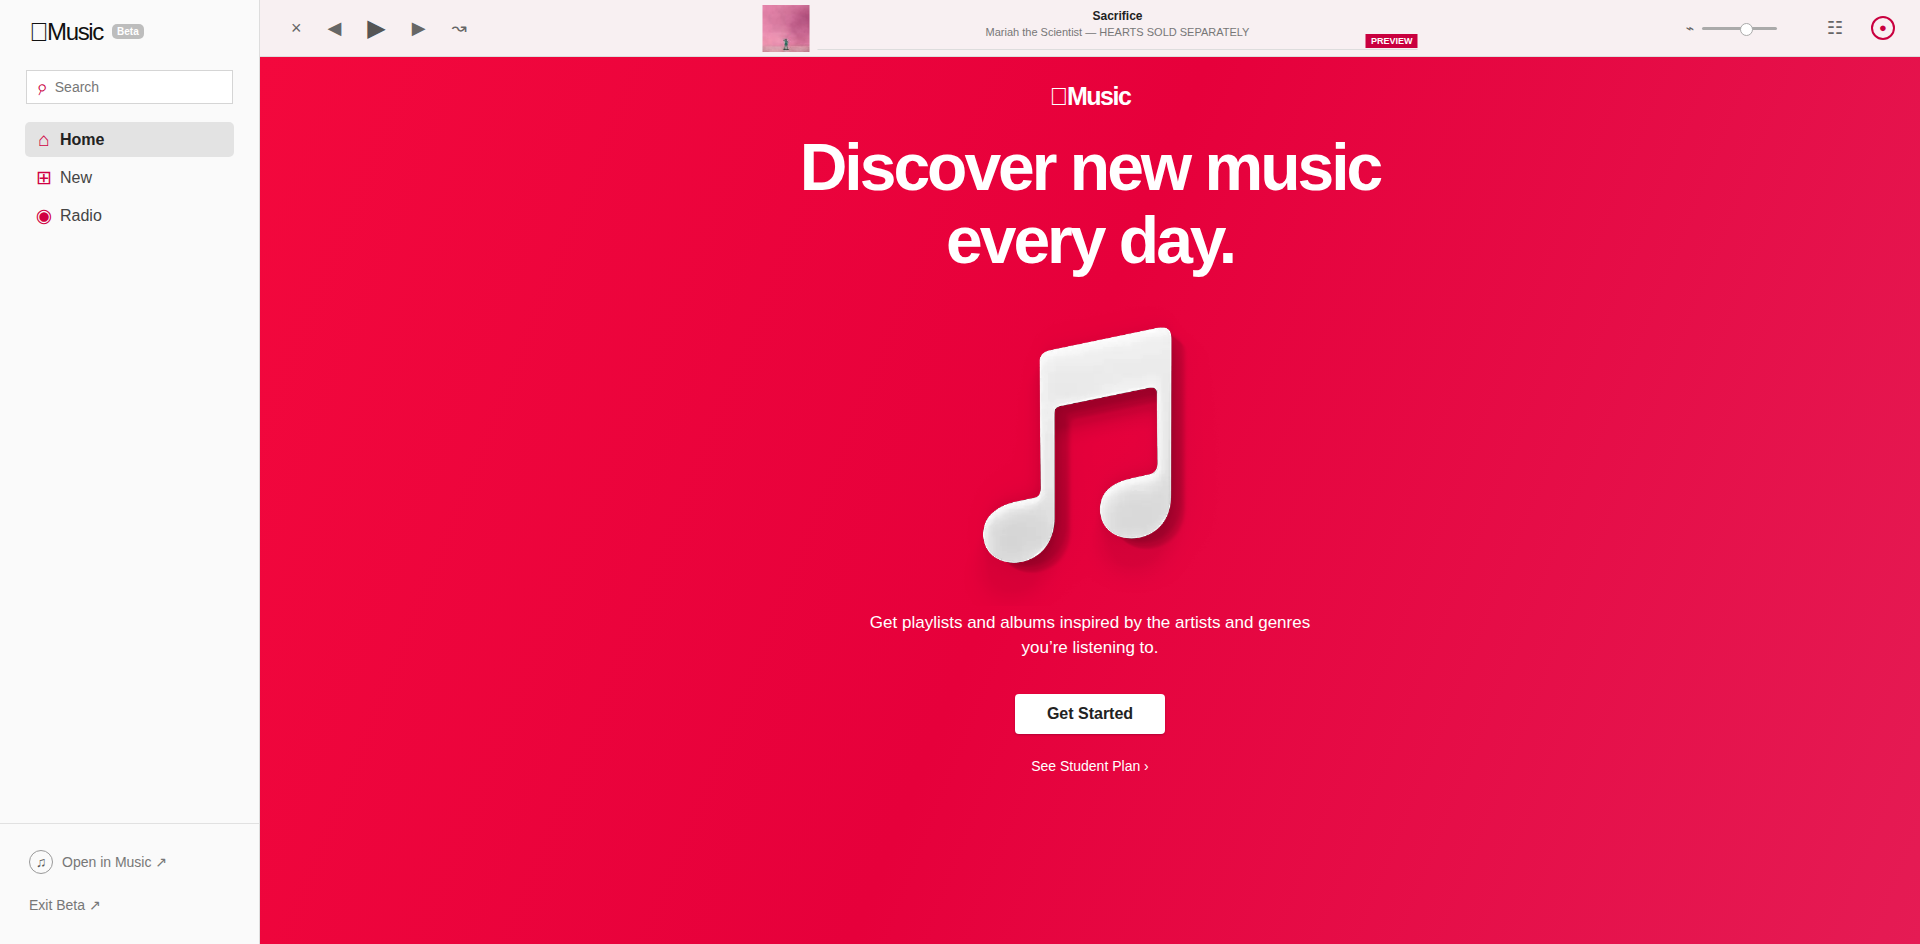 Music Beta
Search
Home
New
Radio
Open in Music ↗
Exit Beta ↗
Sacrifice
Mariah the Scientist — HEARTS SOLD SEPARATELY
PREVIEW
Music
Discover new music
every day.
Get playlists and albums inspired by the artists and genres
you’re listening to.
Get Started
See Student Plan ›